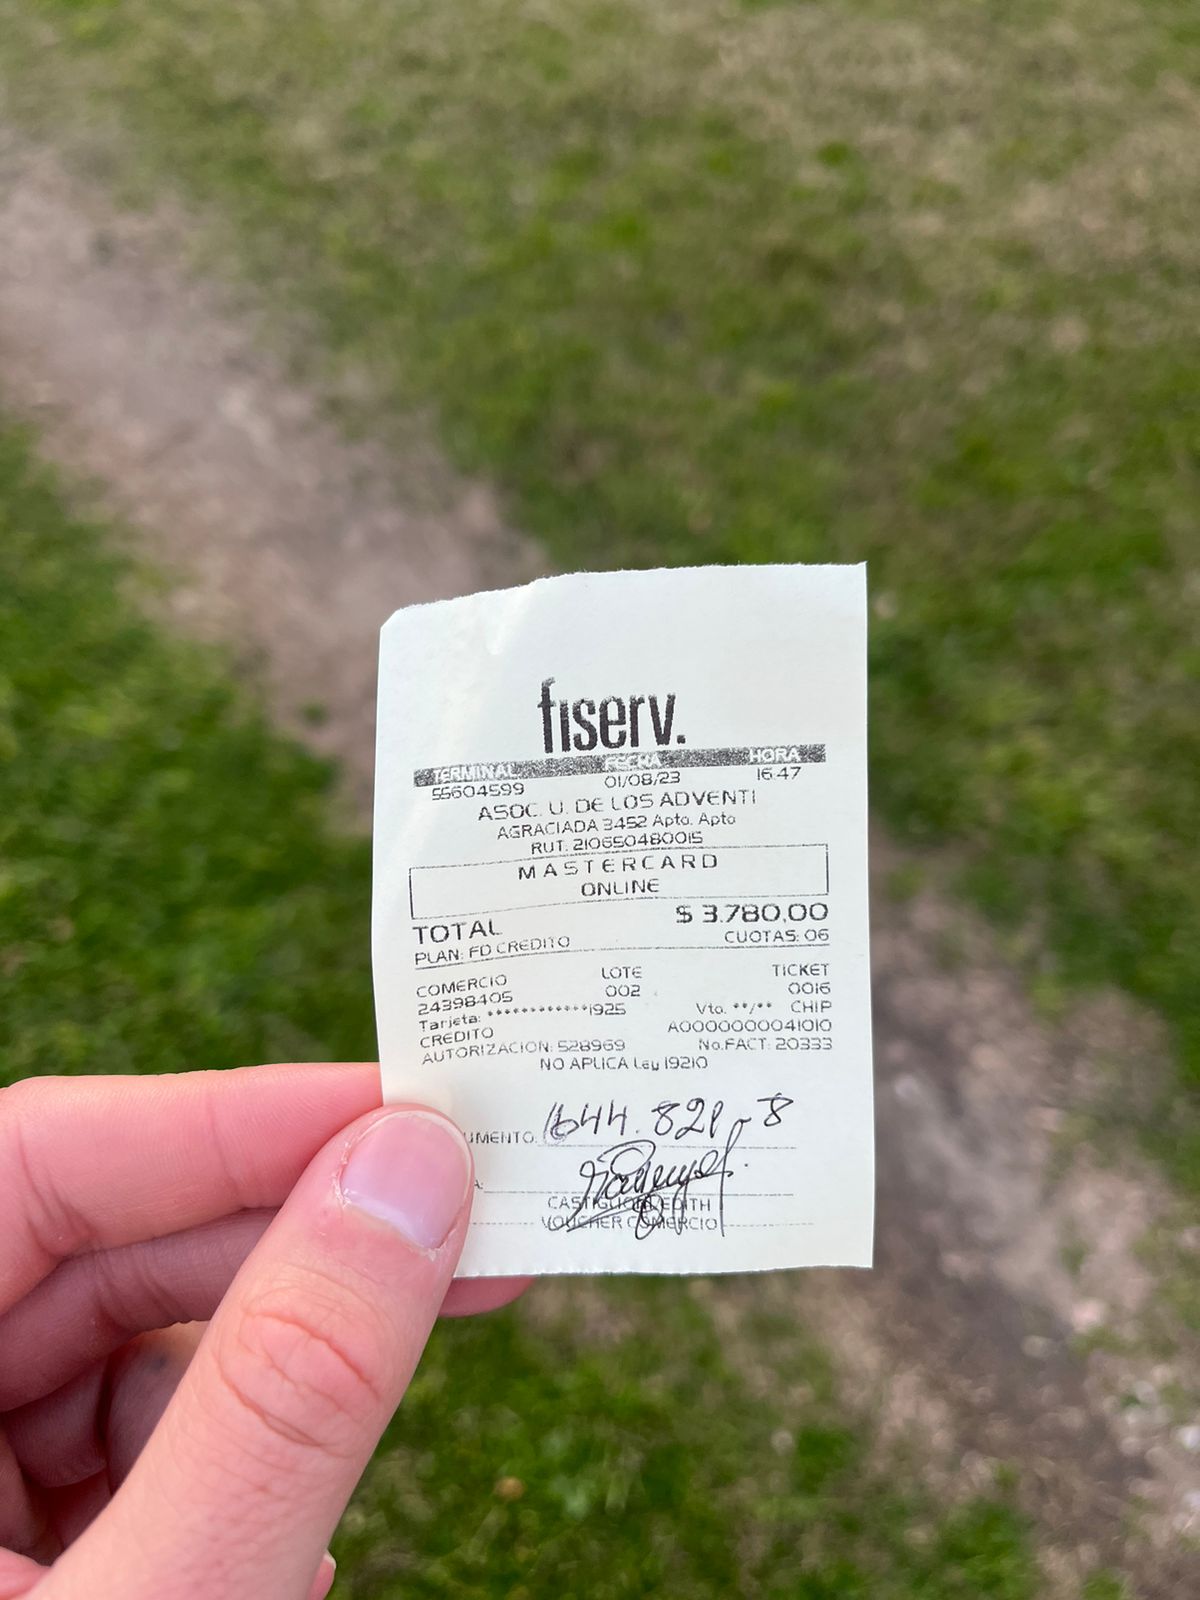 fiserv.
TERMINAL FECHA HORA
55604599 01/08/23 16:47
ASOC. U. DE LOS ADVENTI
AGRACIADA 3452 Apto. Apto
RUT: 210650480015
MASTERCARD
ONLINE
TOTAL $ 3.780,00
PLAN: FD CREDITO CUOTAS: 06
COMERCIO LOTE TICKET
24398405 002 0016
Tarjeta: ************1925 Vto. **/** CHIP
CREDITO A0000000041010
AUTORIZACION: 528969 No.FACT: 20333
NO APLICA Ley 19210
UMENTO: 1644.821-8
A:
EDITH
VOUCHER COMERCIO